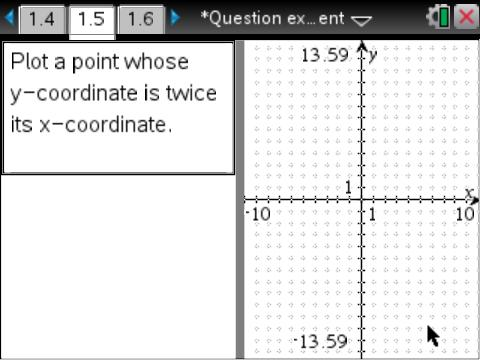 1.4 1.5 1.6 *Question ex...ent
Plot a point whose
y-coordinate is twice
its x-coordinate.
13.59 y
1
x
-10 1 10
-13.59